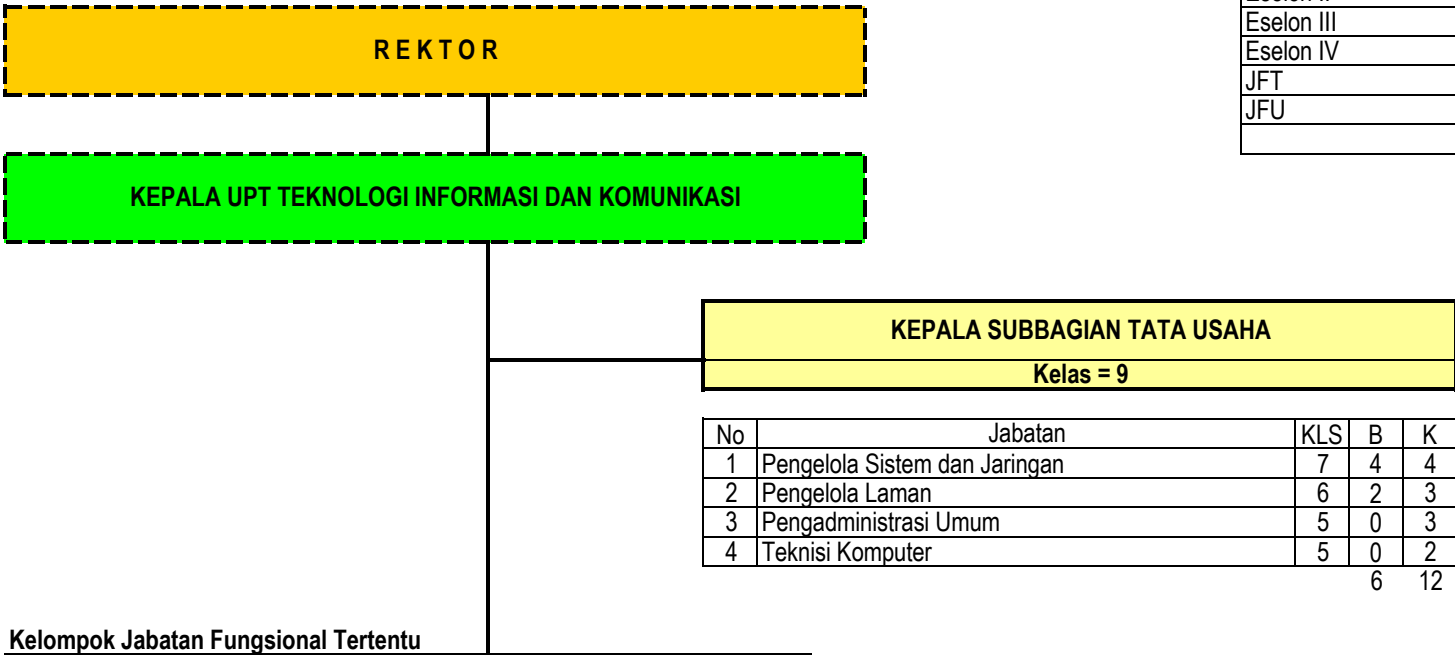 Eselon II
Eselon III
Eselon IV
JFT
JFU
R E K T O R
KEPALA UPT TEKNOLOGI INFORMASI DAN KOMUNIKASI
KEPALA SUBBAGIAN TATA USAHA
Kelas = 9
No Jabatan KLS B K
1 Pengelola Sistem dan Jaringan 7 4 4
2 Pengelola Laman 6 2 3
3 Pengadministrasi Umum 5 0 3
4 Teknisi Komputer 5 0 2
6 12
Kelompok Jabatan Fungsional Tertentu